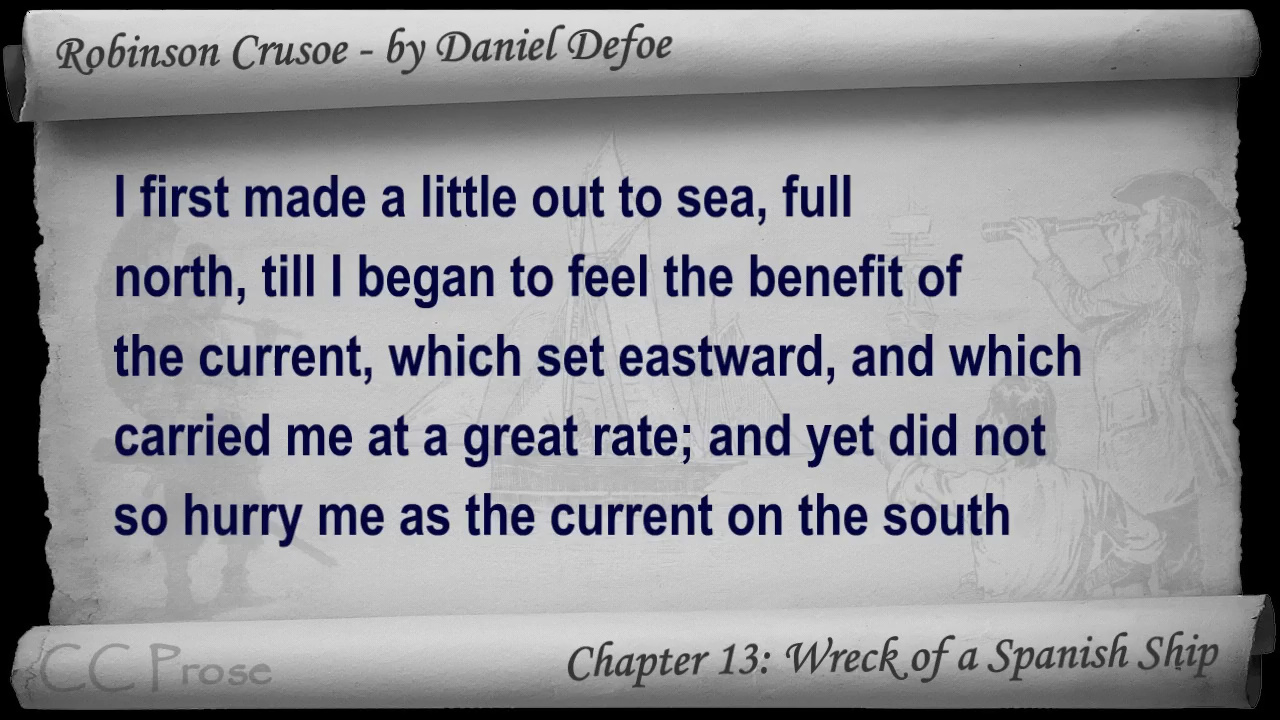 Robinson Crusoe - by Daniel Defoe
I first made a little out to sea, full
north, till I began to feel the benefit of
the current, which set eastward, and which
carried me at a great rate; and yet did not
so hurry me as the current on the south
CC Prose
Chapter 13: Wreck of a Spanish Ship